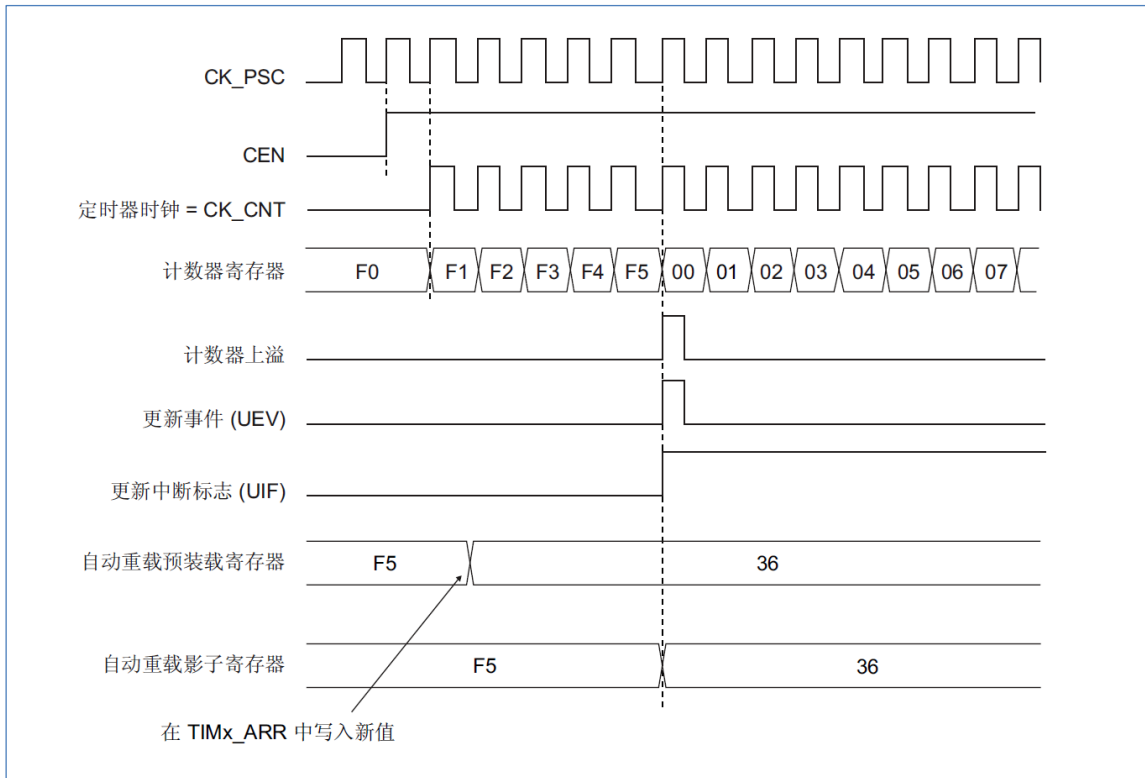 CK_PSC
CEN
定时器时钟 = CK_CNT
计数器寄存器 F0 F1 F2 F3 F4 F5 00 01 02 03 04 05 06 07
计数器上溢
更新事件 (UEV)
更新中断标志 (UIF)
自动重载预装载寄存器 F5 36
自动重载影子寄存器 F5 36
在 TIMx_ARR 中写入新值